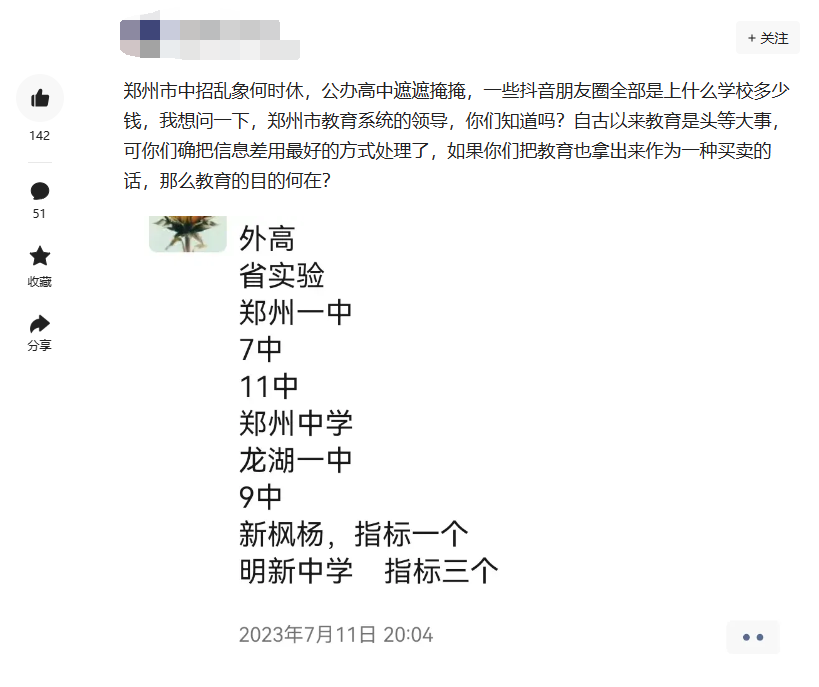 + 关注
郑州市中招乱象何时休，公办高中遮遮掩掩，一些抖音朋友圈全部是上什么学校多少
钱，我想问一下，郑州市教育系统的领导，你们知道吗？自古以来教育是头等大事，
可你们确把信息差用最好的方式处理了，如果你们把教育也拿出来作为一种买卖的
话，那么教育的目的何在？
142
51
收藏
分享
外高
省实验
郑州一中
7中
11中
郑州中学
龙湖一中
9中
新枫杨，指标一个
明新中学　指标三个
2023年7月11日 20:04